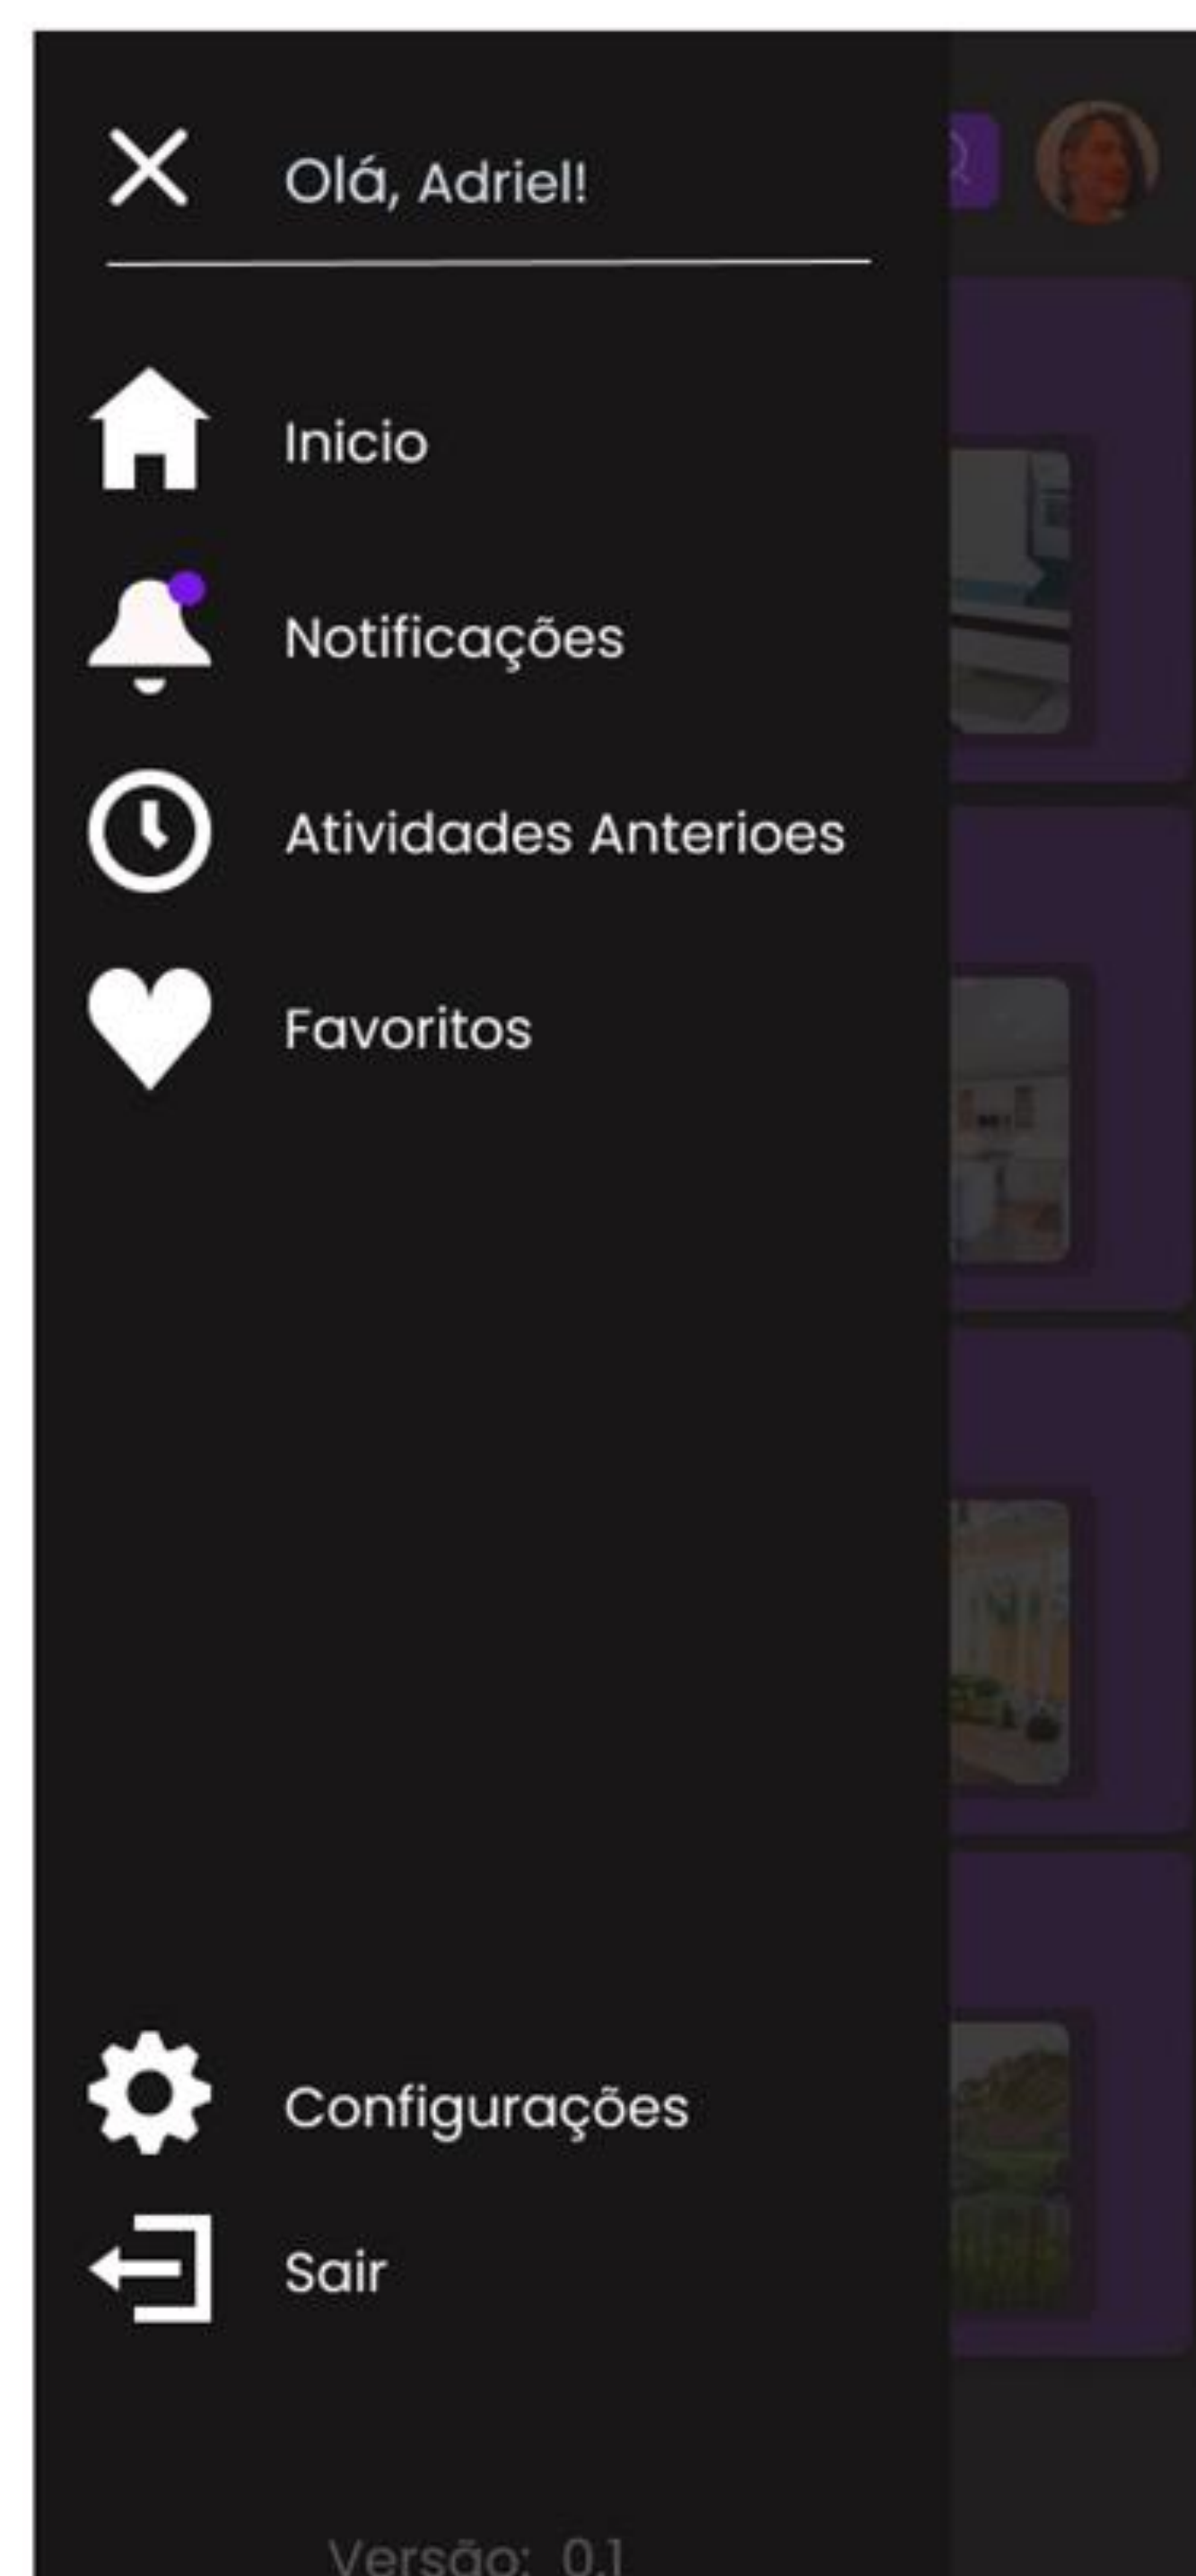 Olá, Adriel!
Inicio
Notificações
Atividades Anterioes
Favoritos
Configurações
Sair
Versão: 0.1